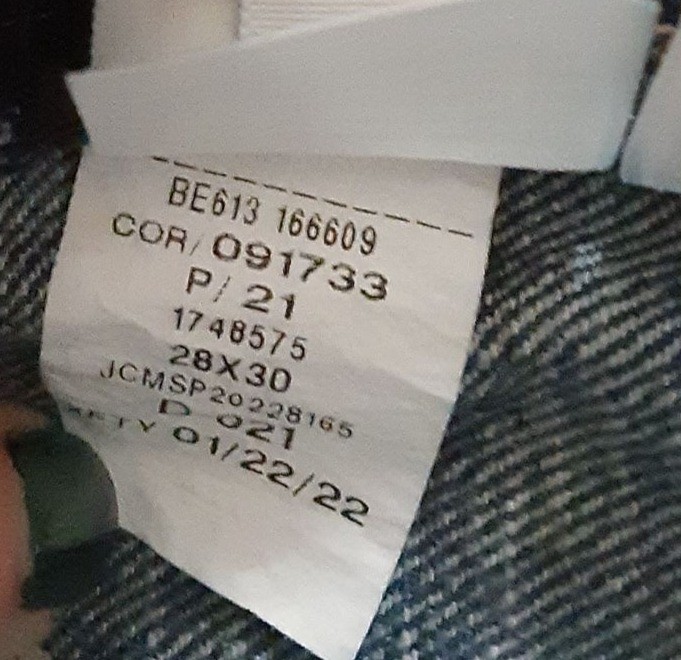 BE613 166609
COR/091733
P/21
1748575
28X30
JCMSP20228165
D 021
01/22/22